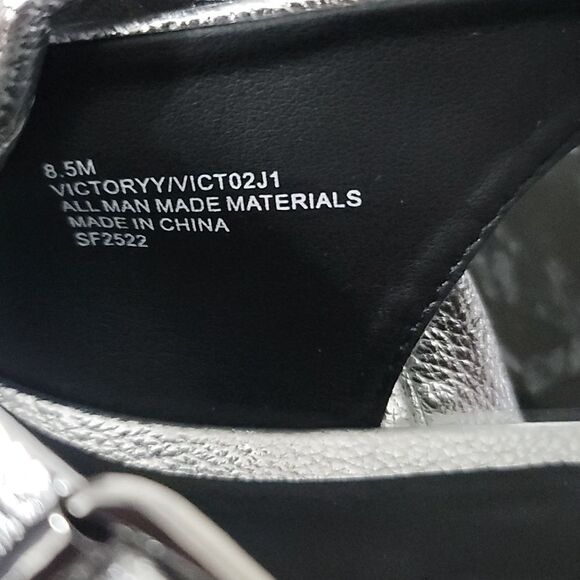 8.5M
VICTORYY/VICT02J1
ALL MAN MADE MATERIALS
MADE IN CHINA
SF2522